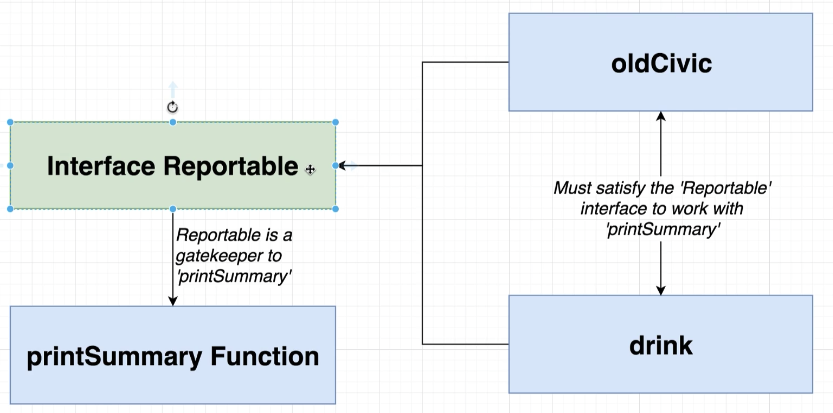 oldCivic
Interface Reportable
Must satisfy the 'Reportable'
interface to work with
'printSummary'
Reportable is a
gatekeeper to
'printSummary'
printSummary Function
drink